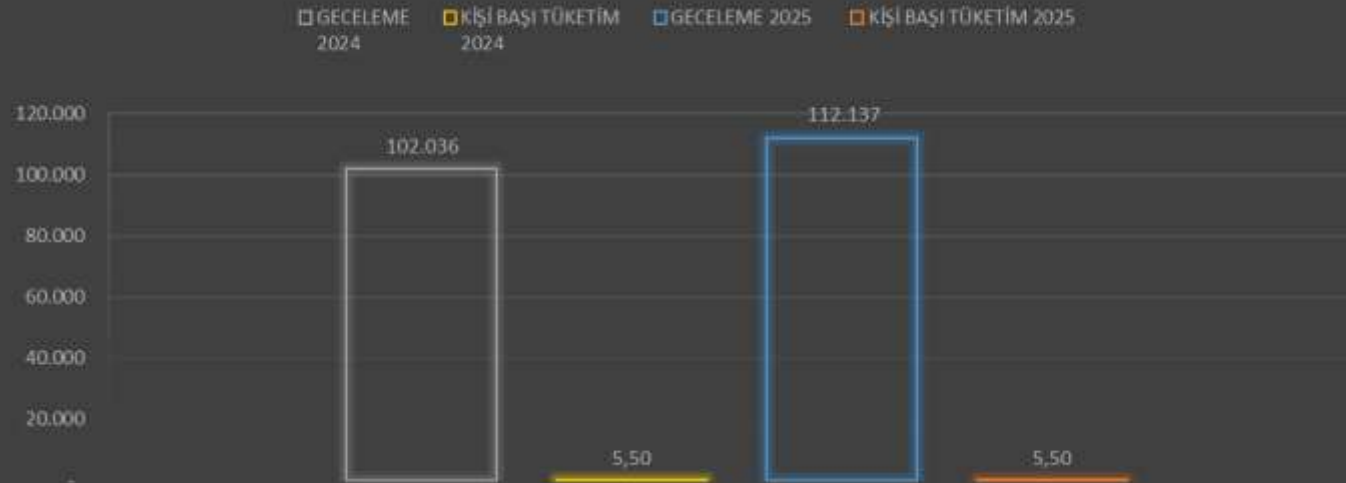 GECELEME 2024
KİŞİ BAŞI TÜKETİM 2024
GECELEME 2025
KİŞİ BAŞI TÜKETİM 2025
120.000
112.137
102.036
100.000
80.000
60.000
40.000
20.000
5,50
5,50